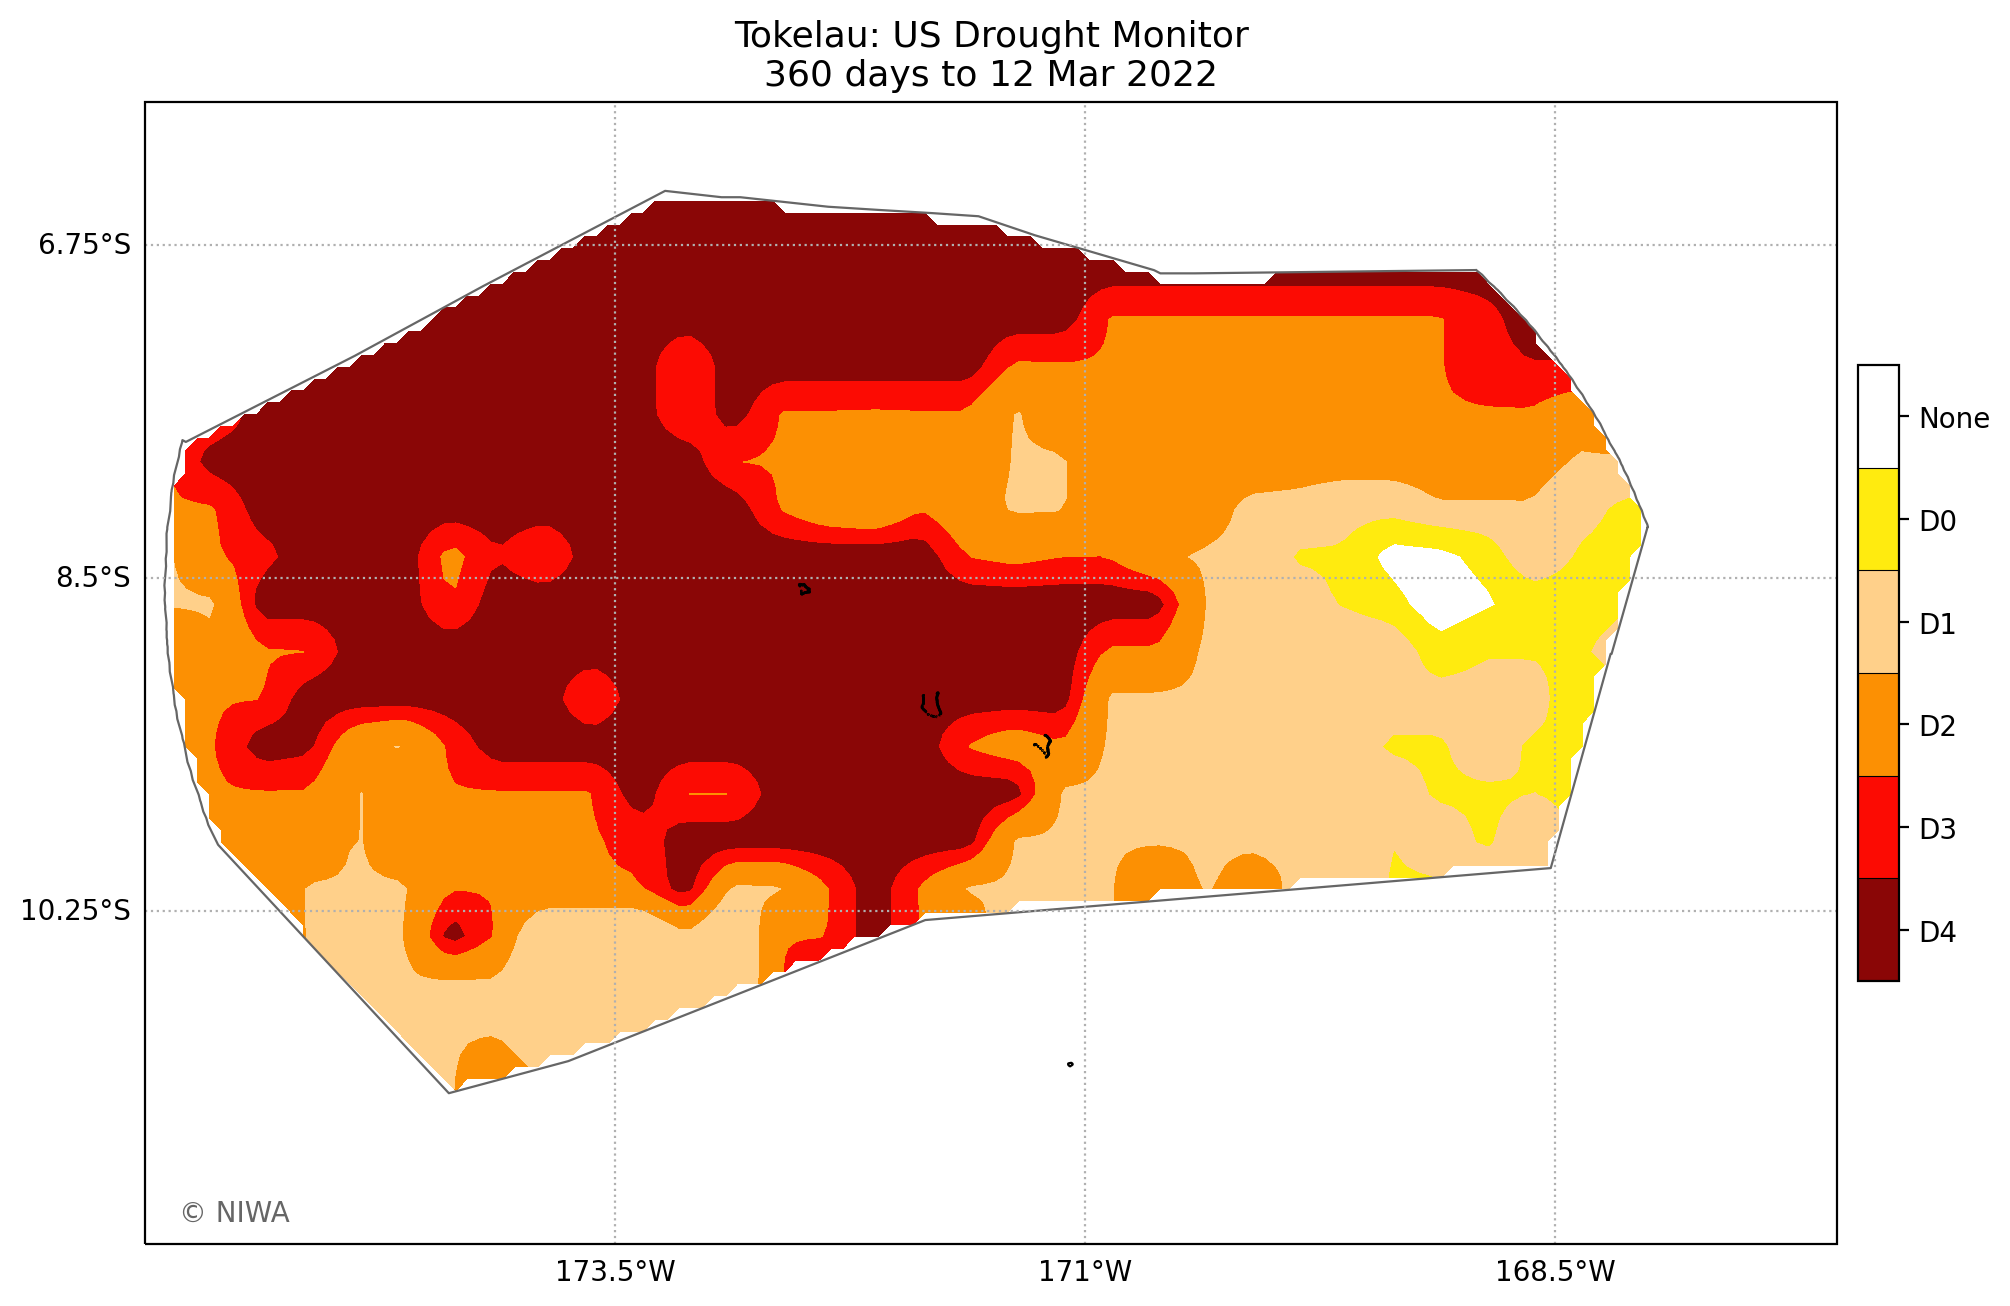 Tokelau: US Drought Monitor
360 days to 12 Mar 2022
6.75°S
8.5°S
10.25°S
173.5°W
171°W
168.5°W
None
D0
D1
D2
D3
D4
© NIWA